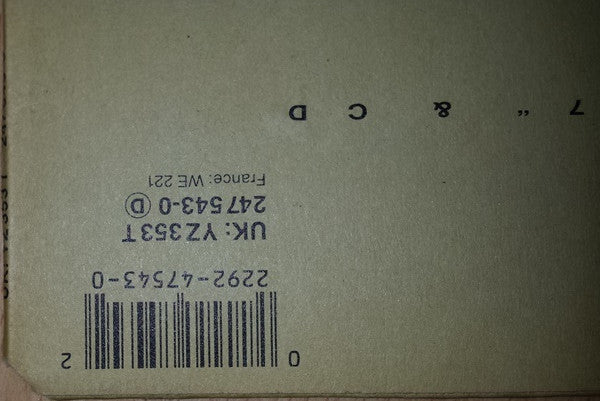 0 2
2292-47543-0
UK: YZ353T
247543-0 Ⓓ
France: WE 221
7 " & C D